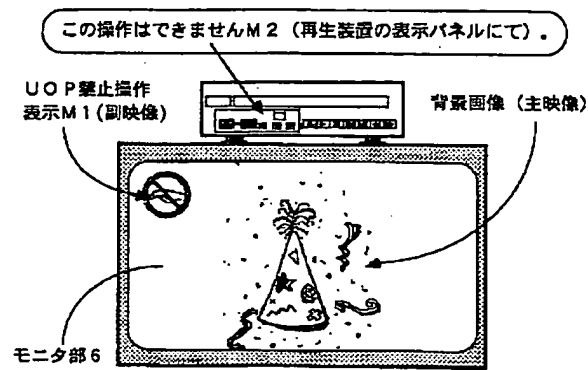 この操作はできませんM2（再生装置の表示パネルにて）.
UOP禁止操作
表示M1(副映像)
背景画像（主映像）
モニタ部6